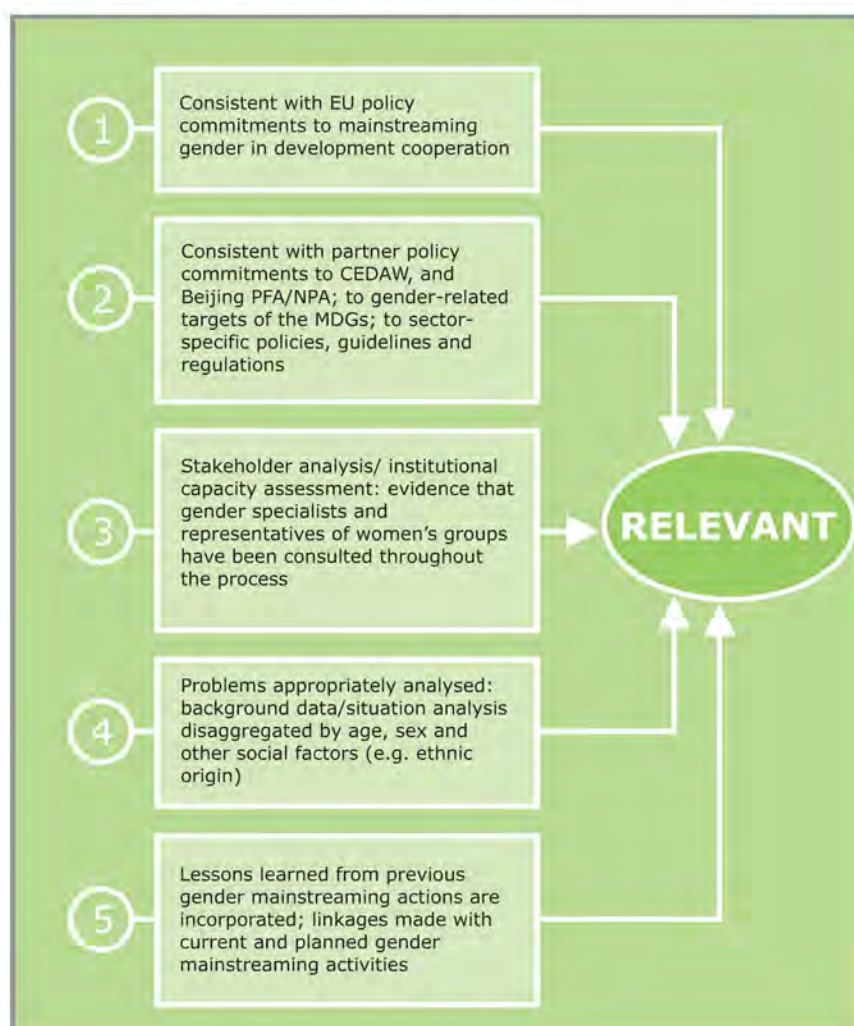 1
Consistent with EU policy
commitments to mainstreaming
gender in development cooperation
2
Consistent with partner policy
commitments to CEDAW, and
Beijing PFA/NPA; to gender-related
targets of the MDGs; to sector-
specific policies, guidelines and
regulations
3
Stakeholder analysis/ institutional
capacity assessment: evidence that
gender specialists and
representatives of women’s groups
have been consulted throughout
the process
RELEVANT
4
Problems appropriately analysed:
background data/situation analysis
disaggregated by age, sex and
other social factors (e.g. ethnic
origin)
5
Lessons learned from previous
gender mainstreaming actions are
incorporated; linkages made with
current and planned gender
mainstreaming activities